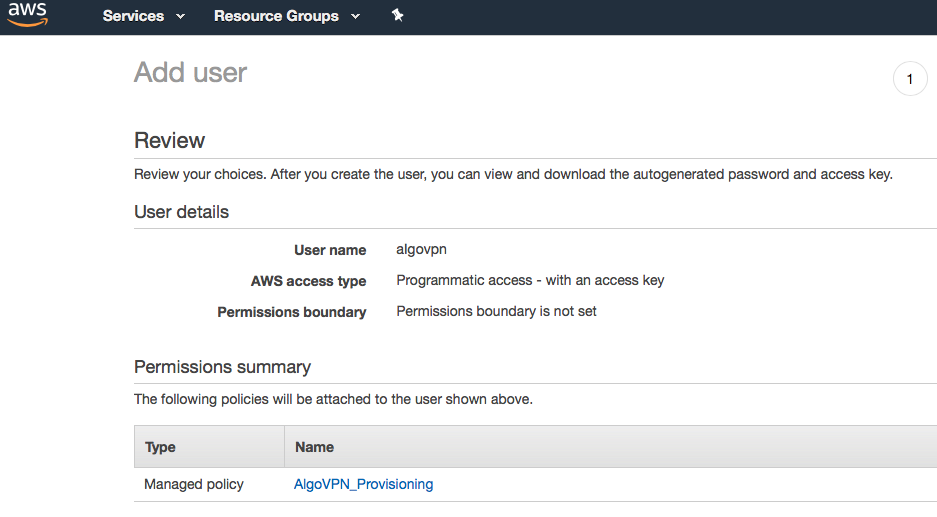 aws Services Resource Groups
Add user
1
Review
Review your choices. After you create the user, you can view and download the autogenerated password and access key.
User details
User name algovpn
AWS access type Programmatic access - with an access key
Permissions boundary Permissions boundary is not set
Permissions summary
The following policies will be attached to the user shown above.
Type Name
Managed policy AlgoVPN_Provisioning